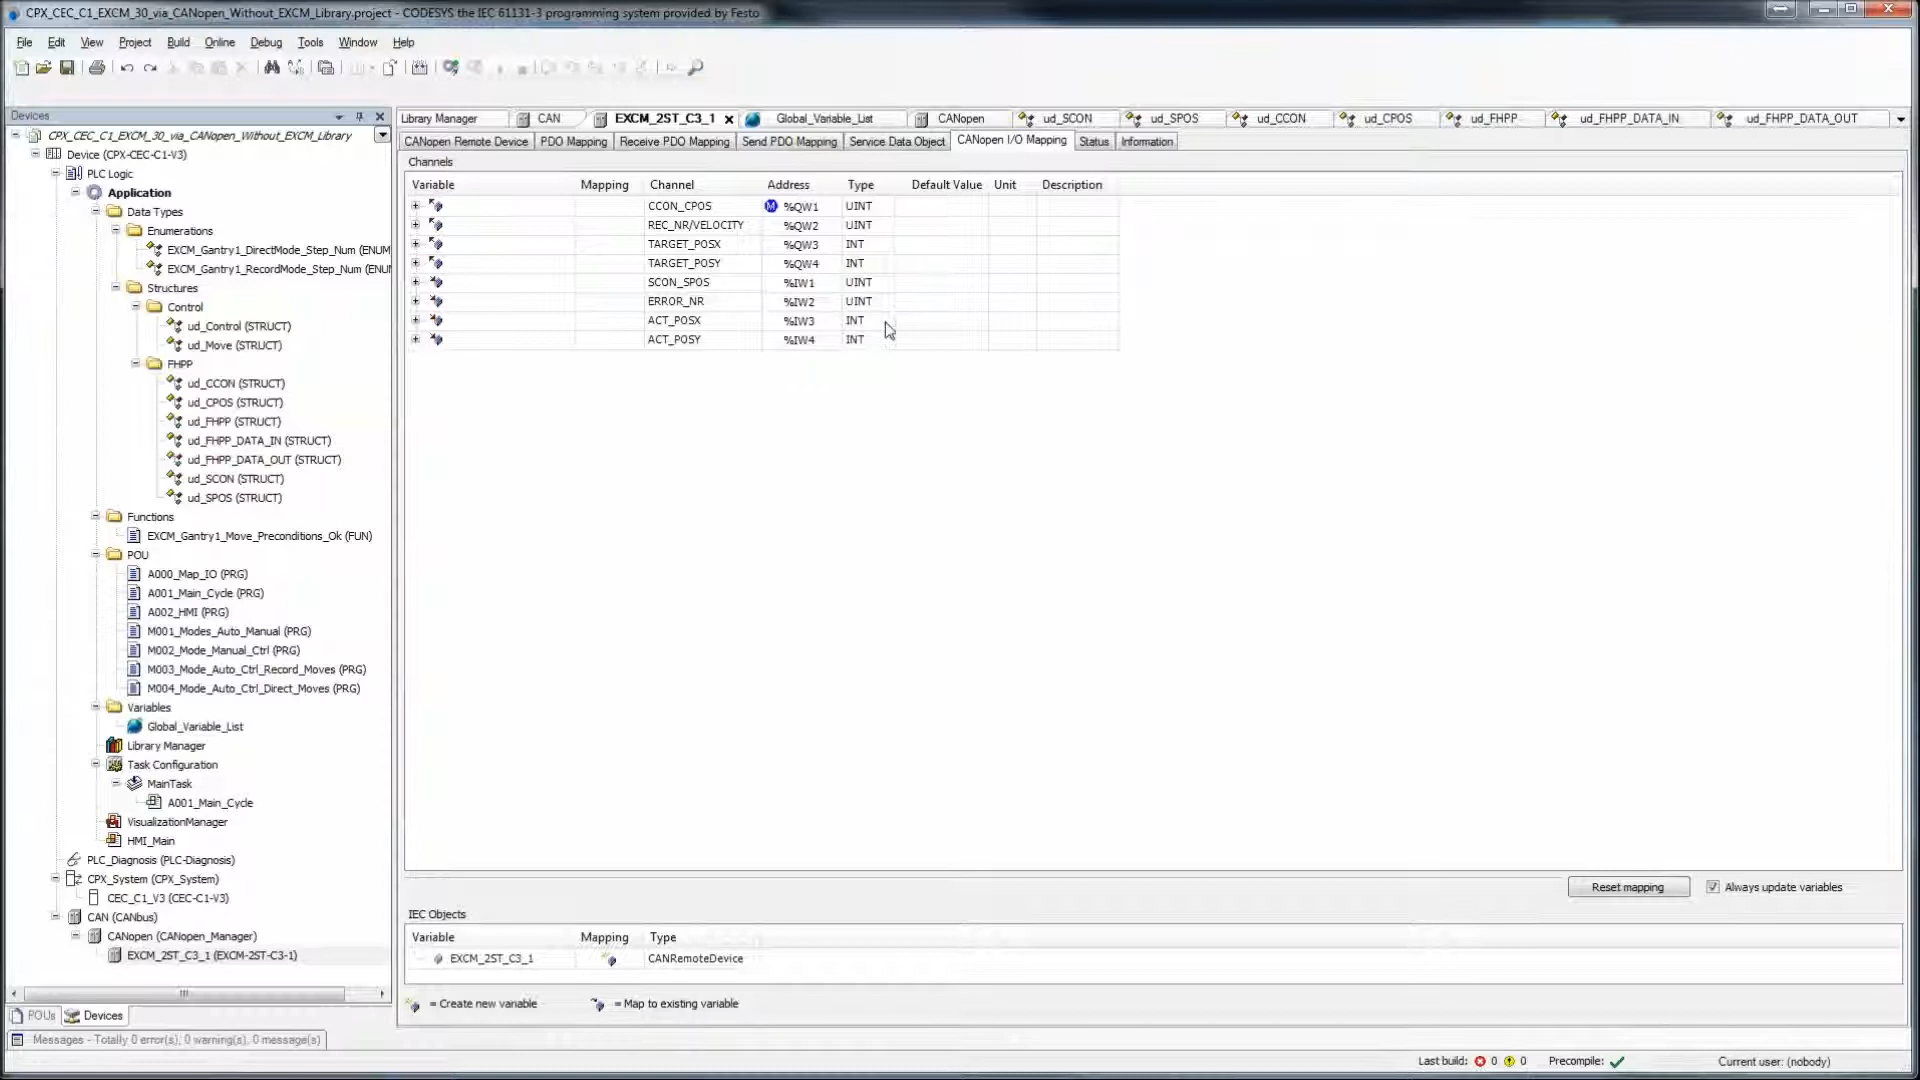 CPX_CEC_C1_EXCM_30_via_CANopen_Without_EXCM_Library.project - CODESYS the IEC 61131-3 programming system provided by Festo
File Edit View Project Build Online Debug Tools Window Help
Devices
CPX_CEC_C1_EXCM_30_via_CANopen_Without_EXCM_Library
Device (CPX-CEC-C1-V3)
PLC Logic
Application
Data Types
Enumerations
EXCM_Gantry1_DirectMode_Step_Num (ENUM
EXCM_Gantry1_RecordMode_Step_Num (ENU
Structures
Control
ud_Control (STRUCT)
ud_Move (STRUCT)
FHPP
ud_CCON (STRUCT)
ud_CPOS (STRUCT)
ud_FHPP (STRUCT)
ud_FHPP_DATA_IN (STRUCT)
ud_FHPP_DATA_OUT (STRUCT)
ud_SCON (STRUCT)
ud_SPOS (STRUCT)
Functions
EXCM_Gantry1_Move_Preconditions_Ok (FUN)
POU
A000_Map_IO (PRG)
A001_Main_Cycle (PRG)
A002_HMI (PRG)
M001_Modes_Auto_Manual (PRG)
M002_Mode_Manual_Ctrl (PRG)
M003_Mode_Auto_Ctrl_Record_Moves (PRG)
M004_Mode_Auto_Ctrl_Direct_Moves (PRG)
Variables
Global_Variable_List
Library Manager
Task Configuration
MainTask
A001_Main_Cycle
VisualizationManager
HMI_Main
PLC_Diagnosis (PLC-Diagnosis)
CPX_System (CPX_System)
CEC_C1_V3 (CEC-C1-V3)
CAN (CANbus)
CANopen (CANopen_Manager)
EXCM_2ST_C3_1 (EXCM-2ST-C3-1)
POUs Devices
Library Manager CAN EXCM_2ST_C3_1 Global_Variable_List CANopen ud_SCON ud_SPOS ud_CCON ud_CPOS ud_FHPP ud_FHPP_DATA_IN ud_FHPP_DATA_OUT
CANopen Remote Device PDO Mapping Receive PDO Mapping Send PDO Mapping Service Data Object CANopen I/O Mapping Status Information
Channels
Variable Mapping Channel Address Type Default Value Unit Description
CCON_CPOS M %QW1 UINT
REC_NR/VELOCITY %QW2 UINT
TARGET_POSX %QW3 INT
TARGET_POSY %QW4 INT
SCON_SPOS %IW1 UINT
ERROR_NR %IW2 UINT
ACT_POSX %IW3 INT
ACT_POSY %IW4 INT
Reset mapping Always update variables
IEC Objects
Variable Mapping Type
EXCM_2ST_C3_1 CANRemoteDevice
= Create new variable = Map to existing variable
Messages - Totally 0 error(s), 0 warning(s), 0 message(s)
Last build: 0 0 Precompile: Current user: (nobody)